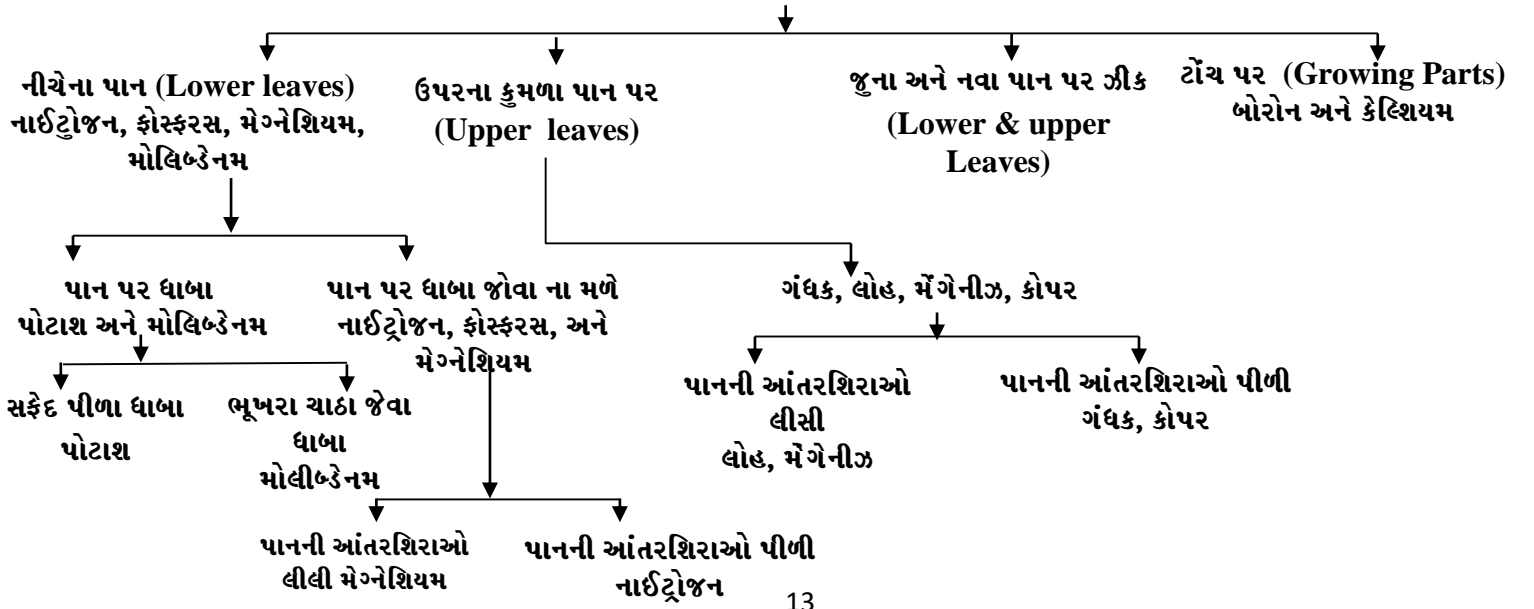 નીચેના પાન (Lower leaves)
નાઈટ્રોજન, ફોસ્ફરસ, મેગ્નેશિયમ,
મોલિબ્ડેનમ
ઉપરના કુમળા પાન પર
(Upper leaves)
જુના અને નવા પાન પર ઝીંક
(Lower & upper
Leaves)
ટોંચ પર (Growing Parts)
બોરોન અને કેલ્શિયમ
પાન પર ધાબા
પોટાશ અને મોલિબ્ડેનમ
પાન પર ધાબા જોવા ના મળે
નાઈટ્રોજન, ફોસ્ફરસ, અને
મેગ્નેશિયમ
ગંધક, લોહ, મેંગેનીઝ, કોપર
સફેદ પીળા ધાબા
પોટાશ
ભૂખરા ચાઠા જેવા
ધાબા
મોલીબ્ડેનમ
પાનની આંતરશિરાઓ
લીસી
લોહ, મેંગેનીઝ
પાનની આંતરશિરાઓ પીળી
ગંધક, કોપર
પાનની આંતરશિરાઓ
લીલી મેગ્નેશિયમ
પાનની આંતરશિરાઓ પીળી
નાઈટ્રોજન
13